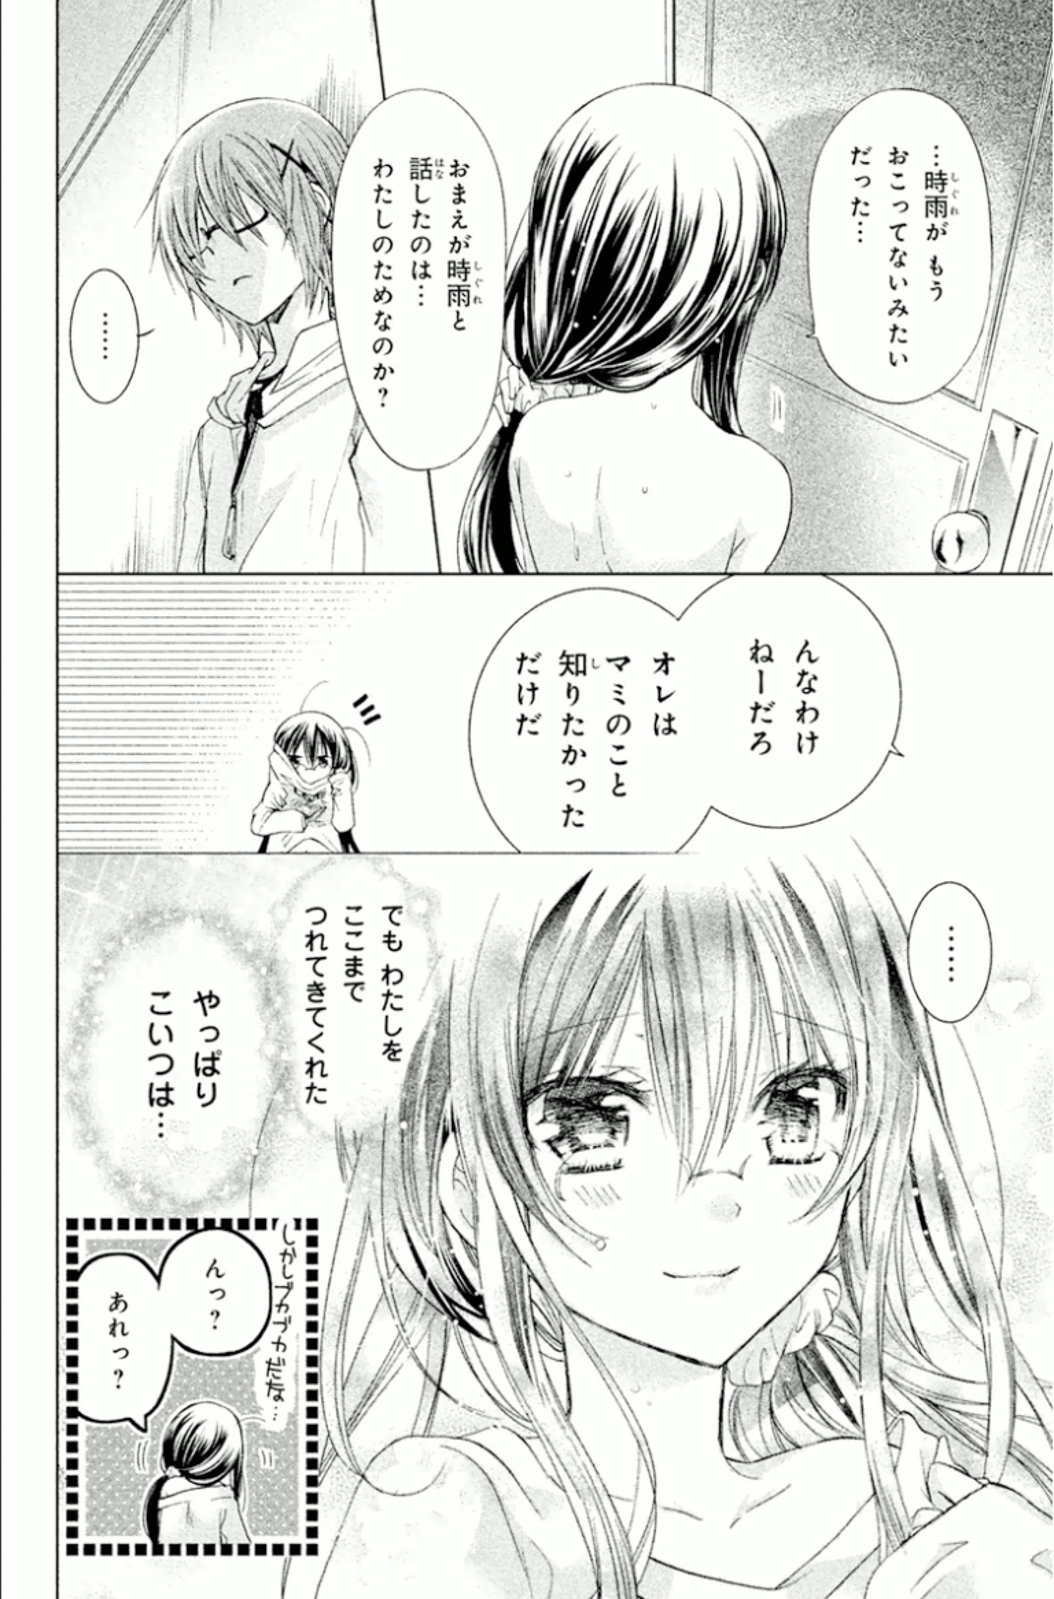 …時雨が もう
おこってないみたい
だった…
おまえが時雨と
話したのは…
わたしのためなのか？
……
んなわけ
ねーだろ
オレは
マミのこと
知りたかった
だけだ
……
でも わたしを
ここまで
つれてきてくれた
やっぱり
こいつは…
しかしブカブカだな…
んっ？
あれっ？